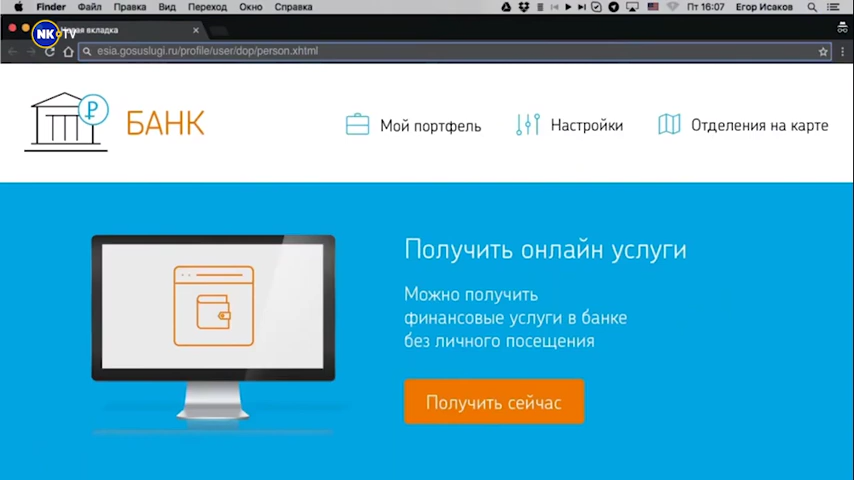 Finder Файл Правка Вид Переход Окно Справка Пт 16:07 Егор Исаков
NK TV
Новая вкладка
esia.gosuslugi.ru/profile/user/dop/person.xhtml
БАНК
Мой портфель
Настройки
Отделения на карте
Получить онлайн услуги
Можно получить
финансовые услуги в банке
без личного посещения
Получить сейчас